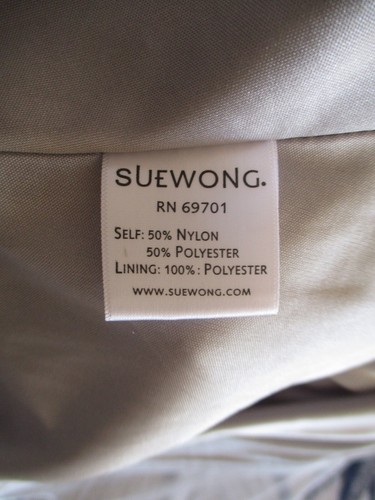 SUEWONG.
RN 69701
SELF: 50% NYLON
50% POLYESTER
LINING: 100%: POLYESTER
WWW.SUEWONG.COM